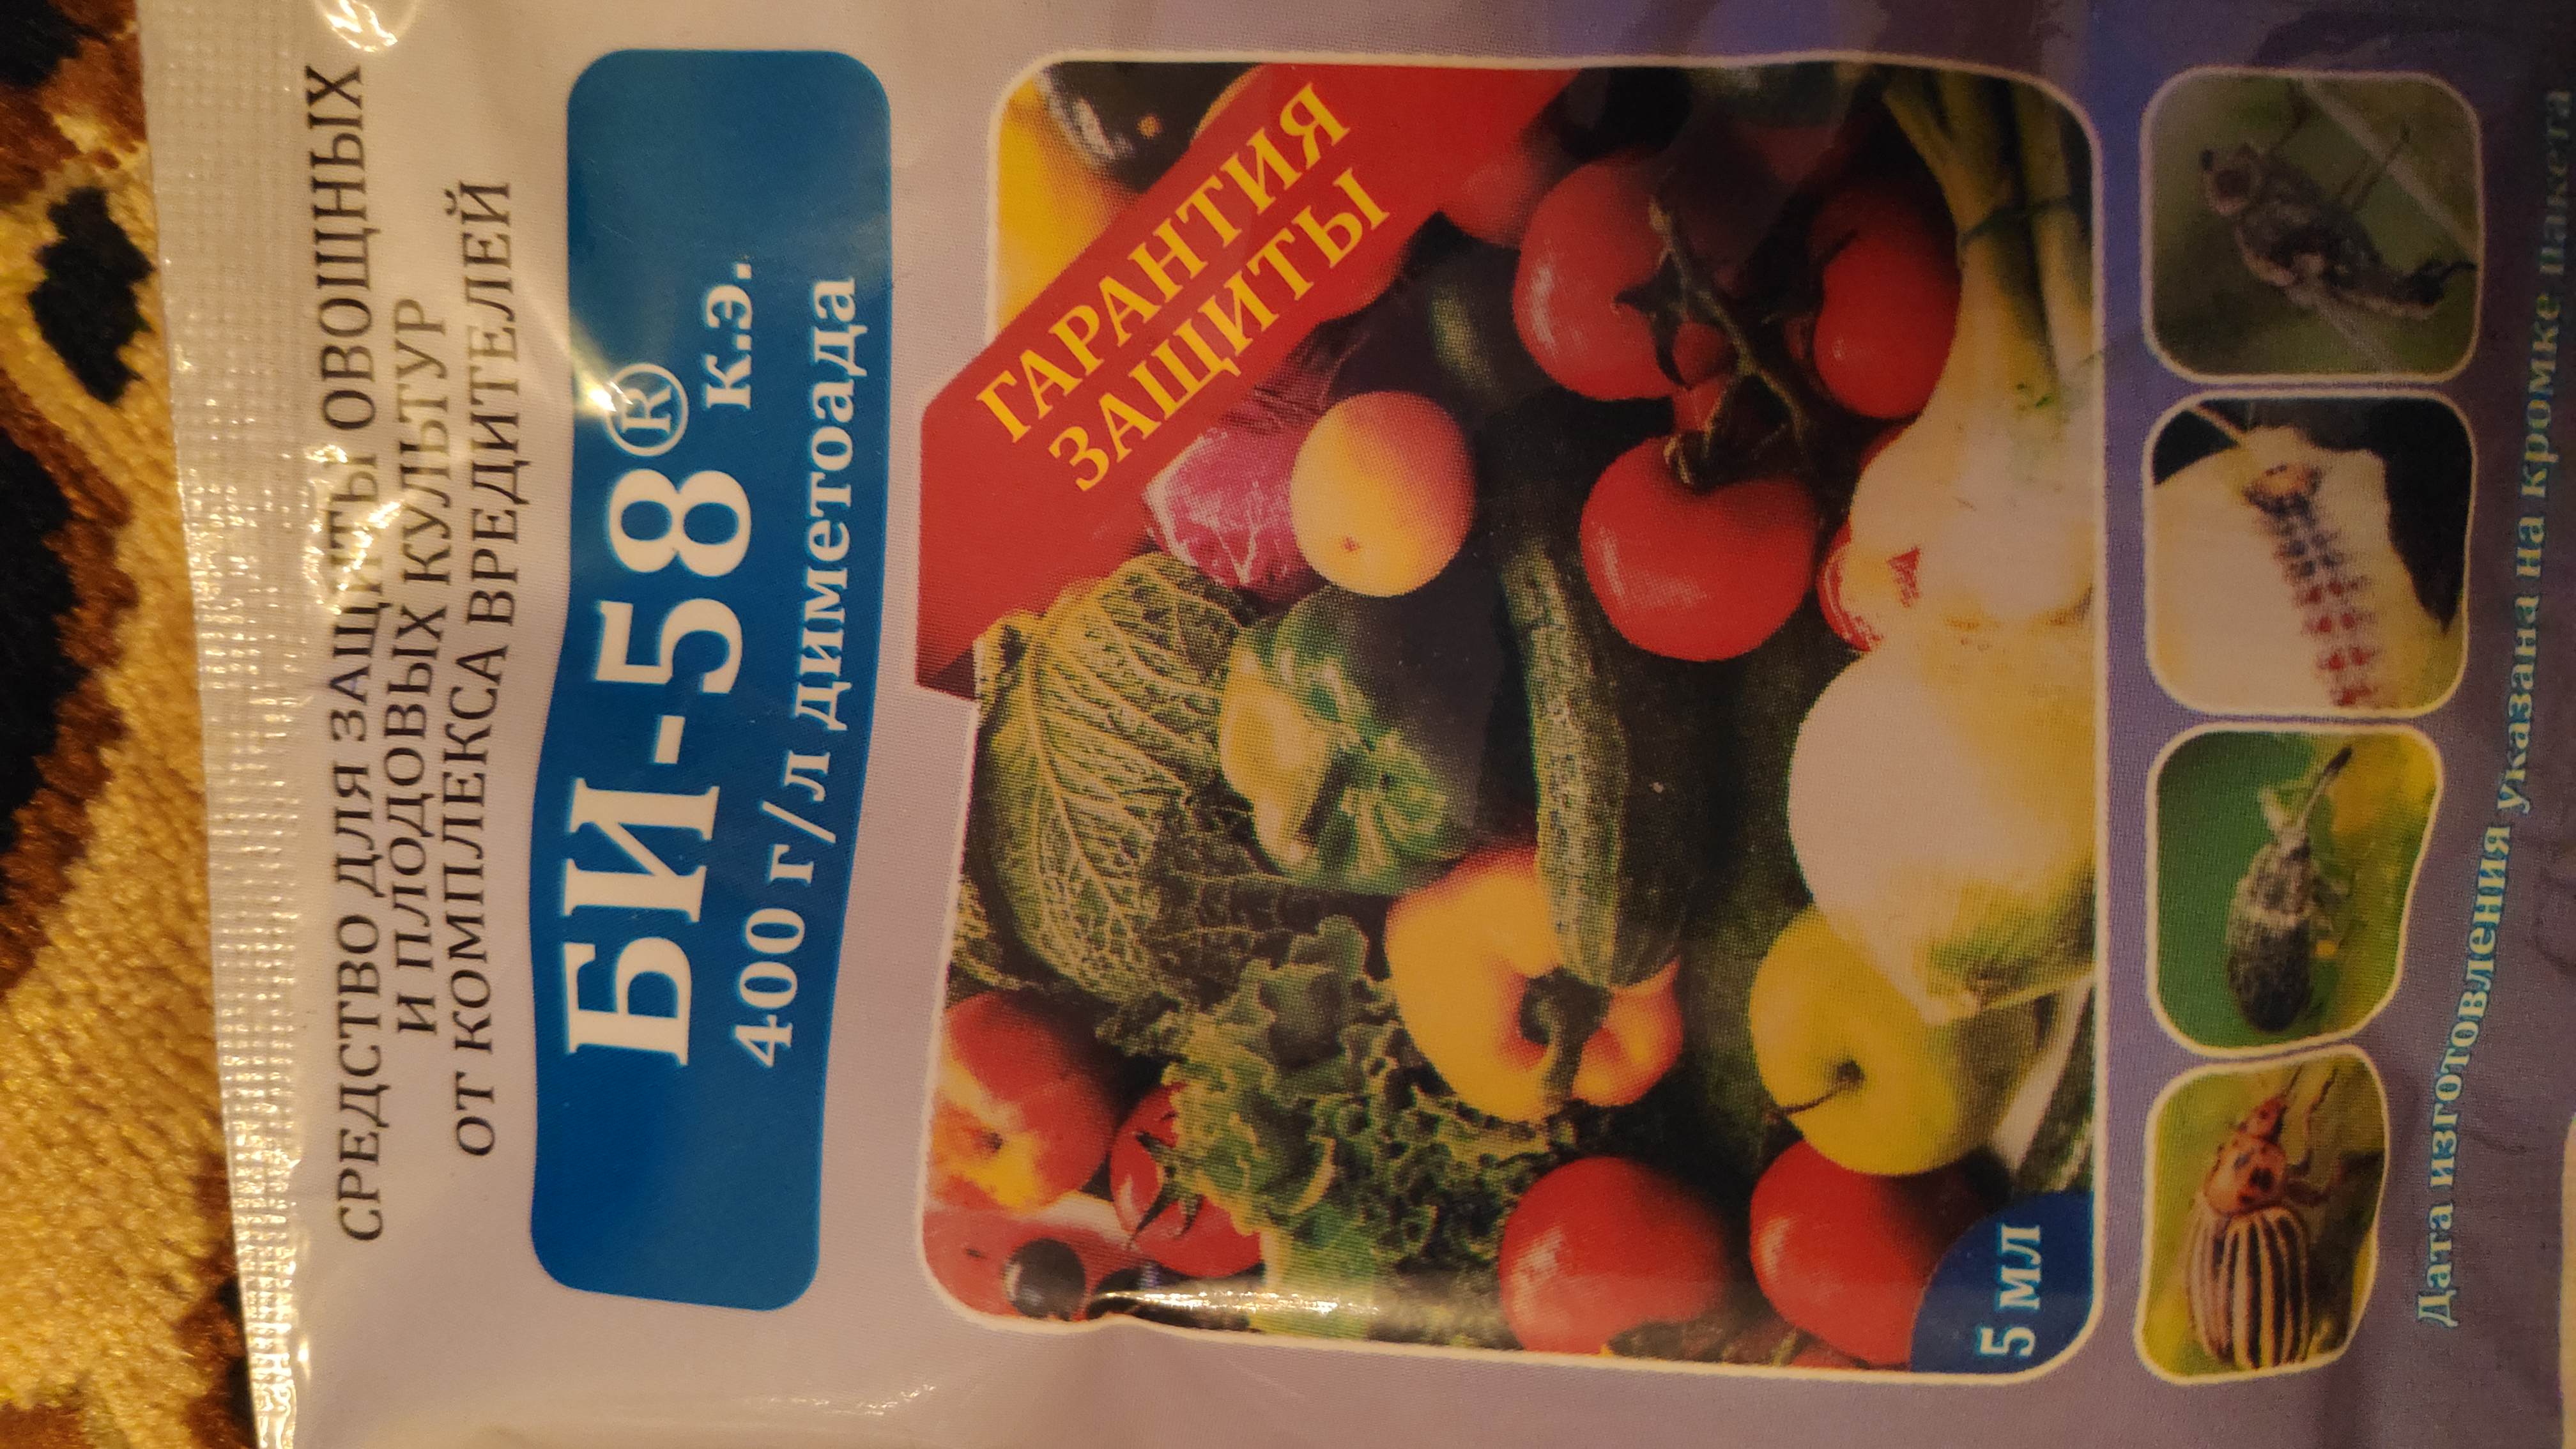 СРЕДСТВО ДЛЯ ЗАЩИТЫ ОВОЩНЫХ
И ПЛОДОВЫХ КУЛЬТУР
ОТ КОМПЛЕКСА ВРЕДИТЕЛЕЙ
БИ-58® к.э.
400 г/л диметоада
ГАРАНТИЯ
ЗАЩИТЫ
5 мл
Дата изготовления указана на кромке пакета